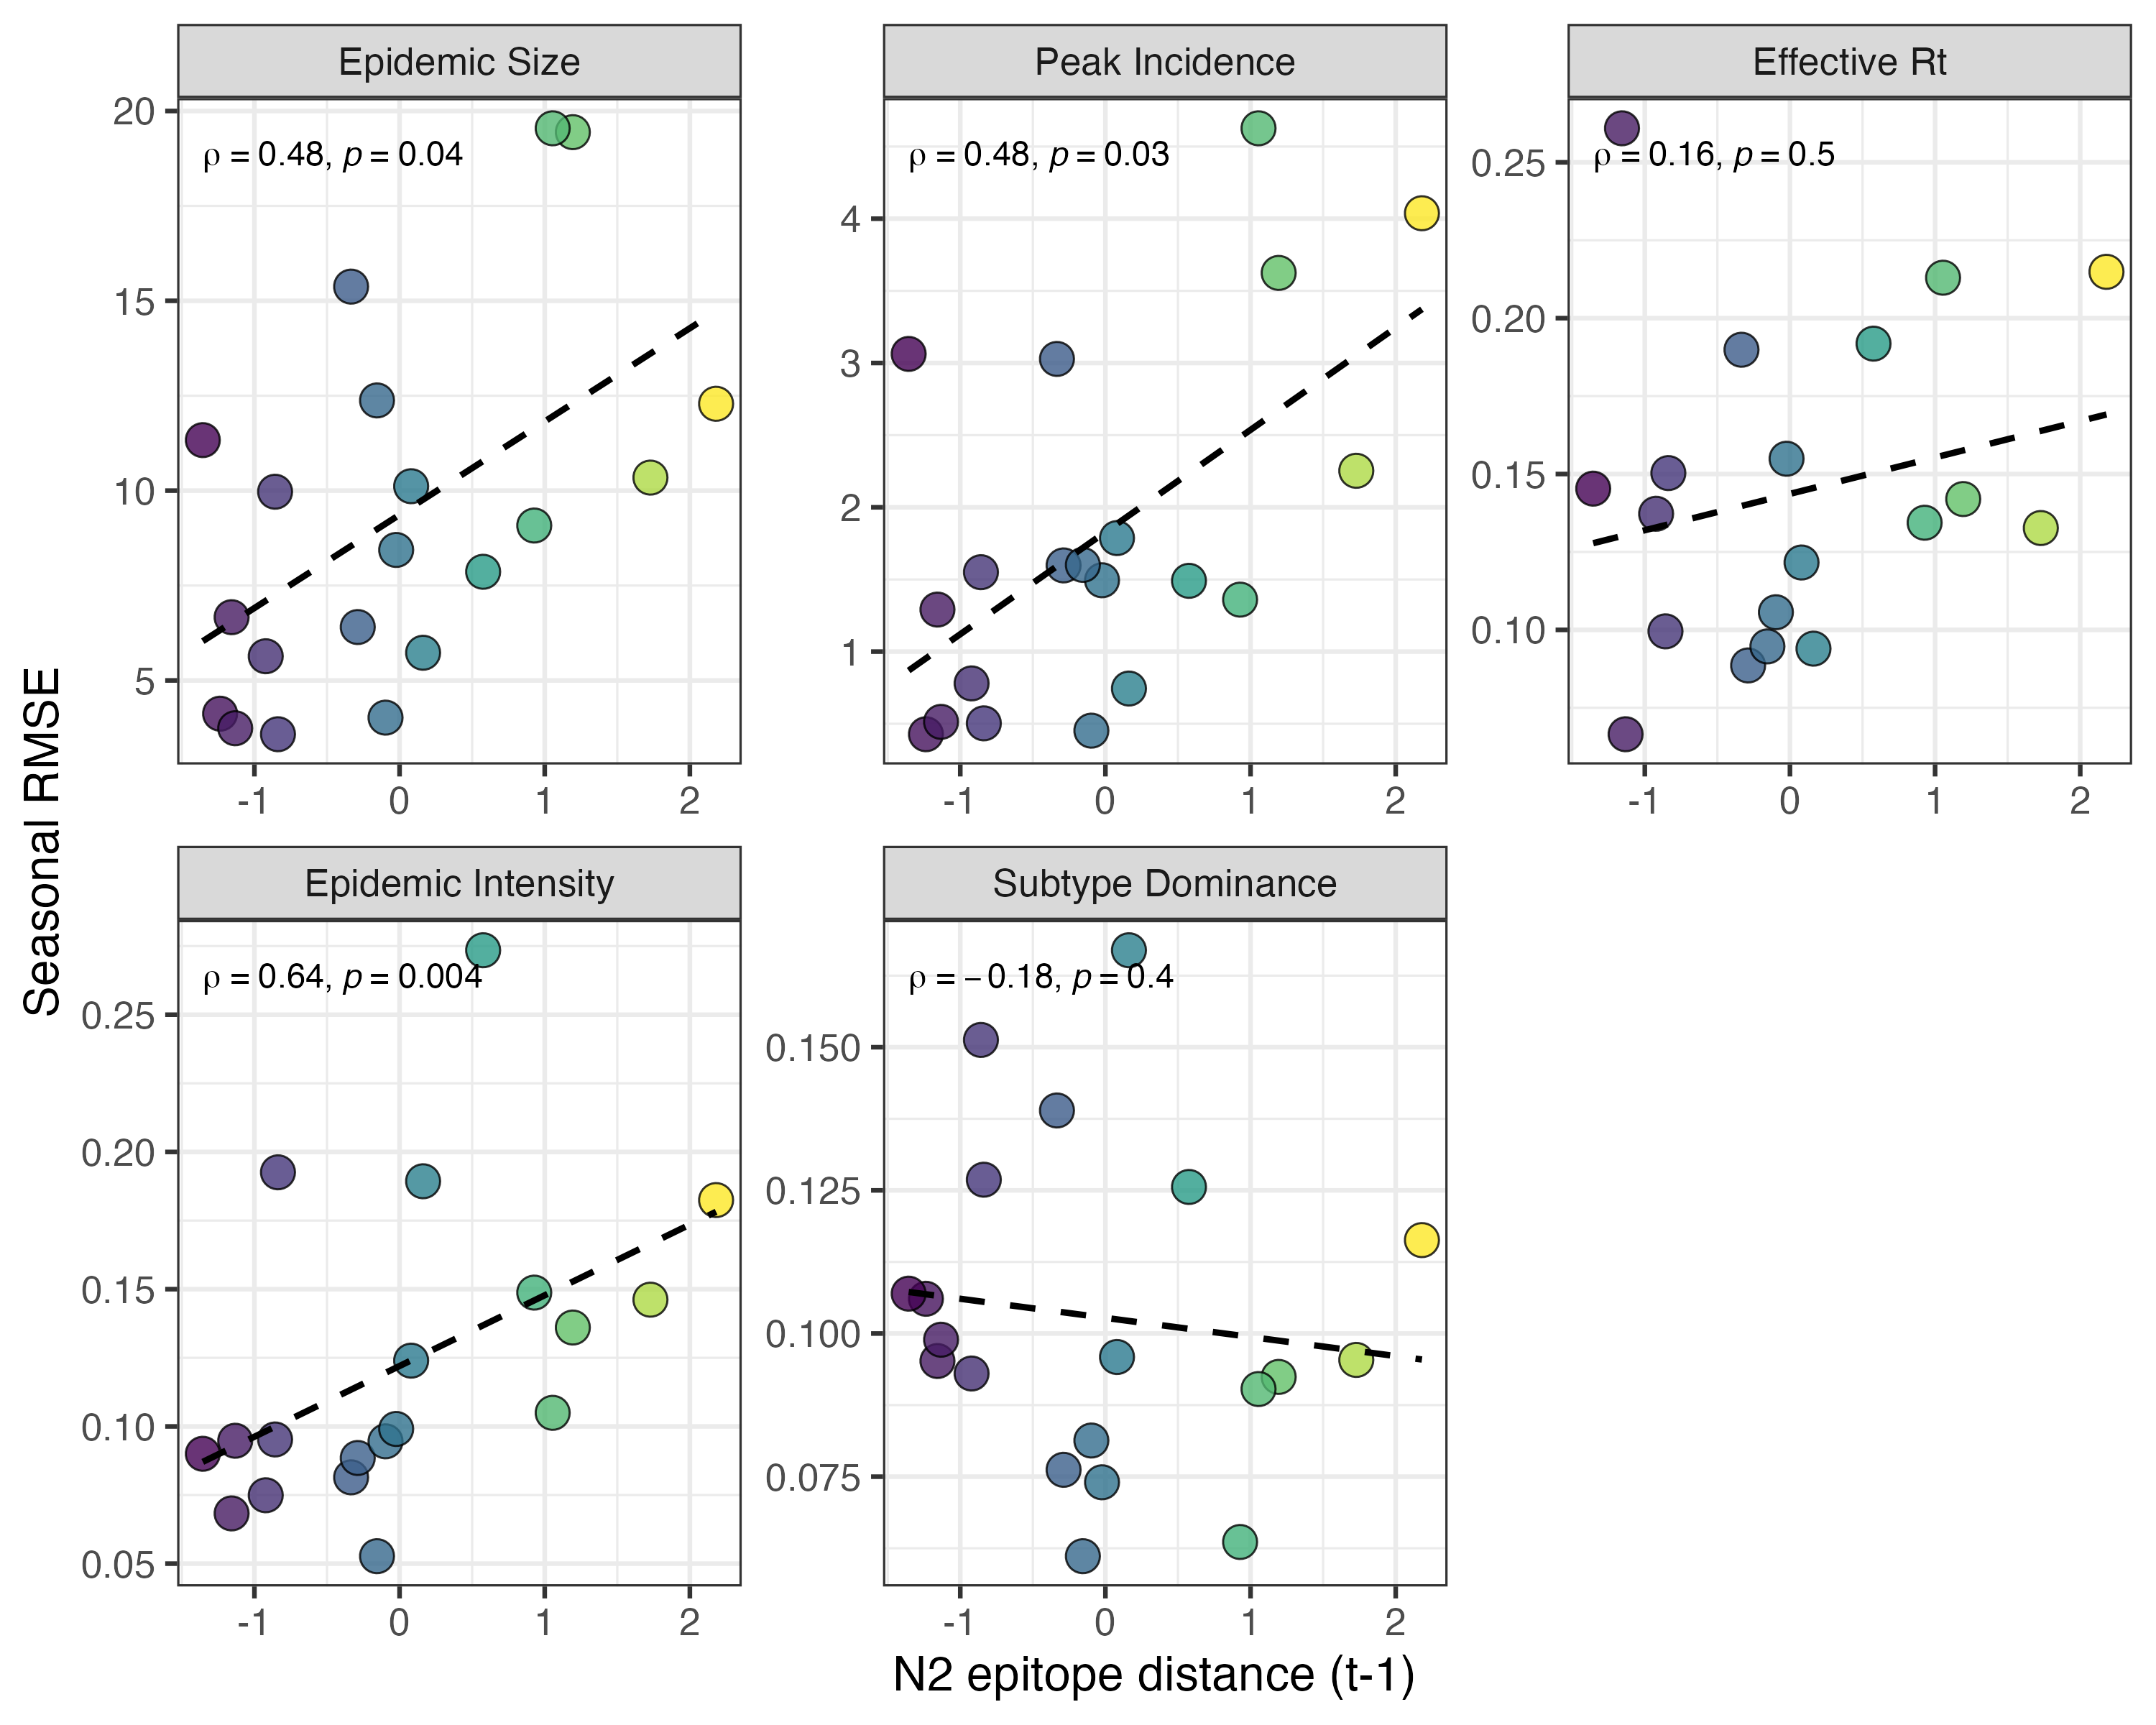 Epidemic Size
20
15
10
5
ρ = 0.48, p = 0.04
-1 0 1 2
Peak Incidence
4
3
2
1
ρ = 0.48, p = 0.03
-1 0 1 2
Effective Rt
0.25
0.20
0.15
0.10
ρ = 0.16, p = 0.5
-1 0 1 2
Seasonal RMSE
Epidemic Intensity
0.25
0.20
0.15
0.10
0.05
ρ = 0.64, p = 0.004
-1 0 1 2
Subtype Dominance
0.150
0.125
0.100
0.075
ρ = −0.18, p = 0.4
-1 0 1 2
N2 epitope distance (t-1)